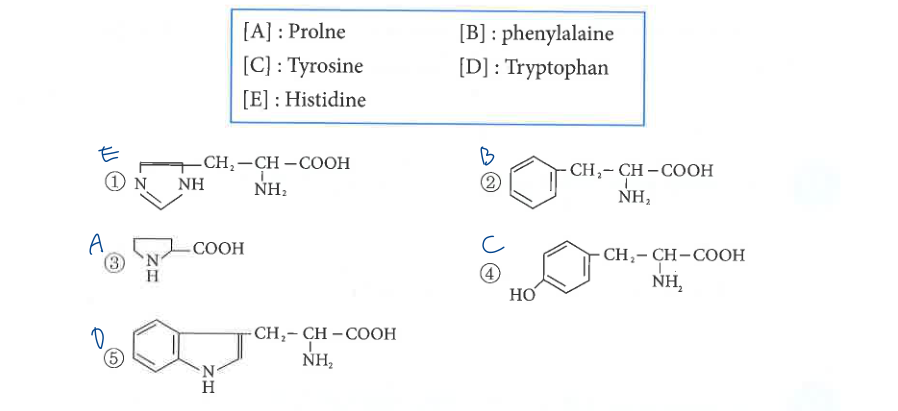 [A] : Prolne [B] : phenylalaine
[C] : Tyrosine [D] : Tryptophan
[E] : Histidine
E B
① N NH CH₂－CH－COOH ② CH₂－CH－COOH
NH₂ NH₂
A C
③ N H COOH ④ HO CH₂－CH－COOH
NH₂
D
⑤ N H CH₂－CH－COOH
NH₂